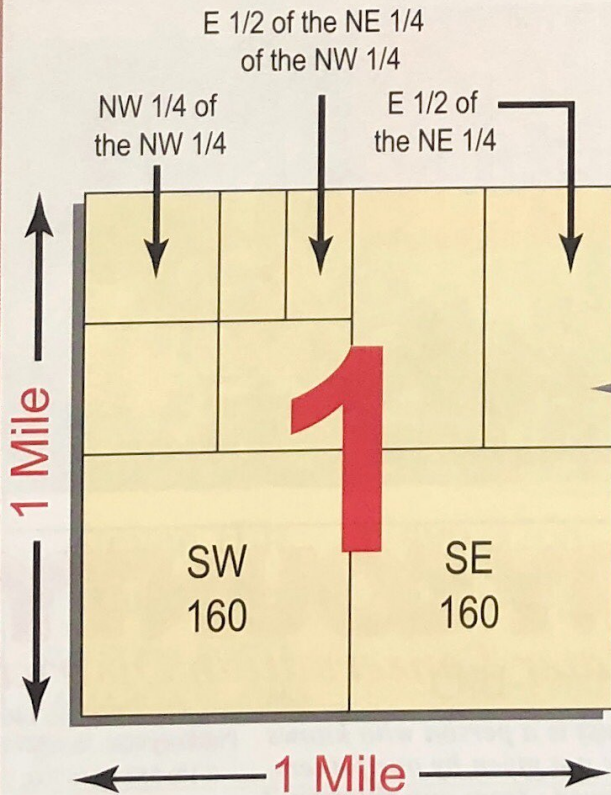 E 1/2 of the NE 1/4
of the NW 1/4
NW 1/4 of
the NW 1/4
E 1/2 of
the NE 1/4
1 Mile
1
SW
160
SE
160
1 Mile